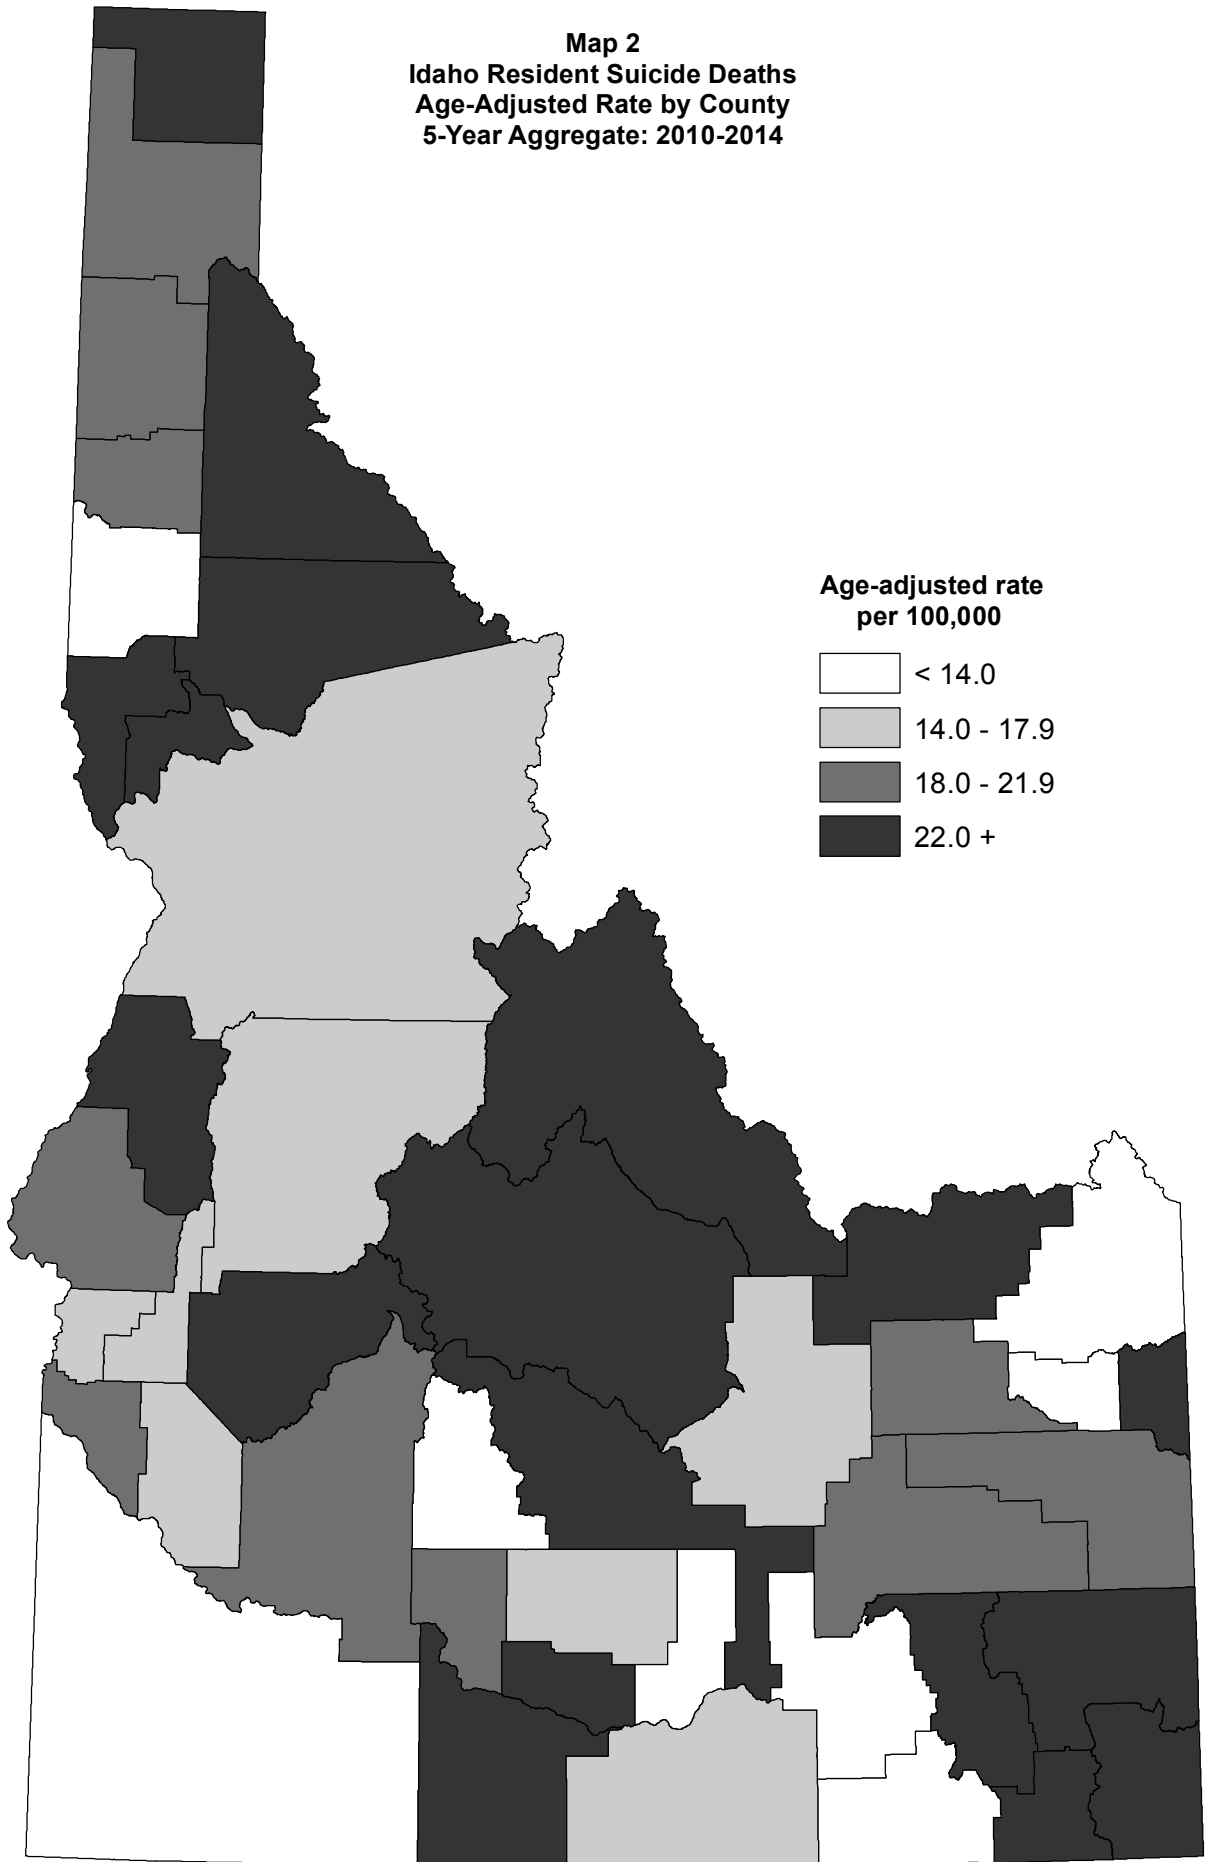 Map 2
Idaho Resident Suicide Deaths
Age-Adjusted Rate by County
5-Year Aggregate: 2010-2014
Age-adjusted rate
per 100,000
< 14.0
14.0 - 17.9
18.0 - 21.9
22.0 +